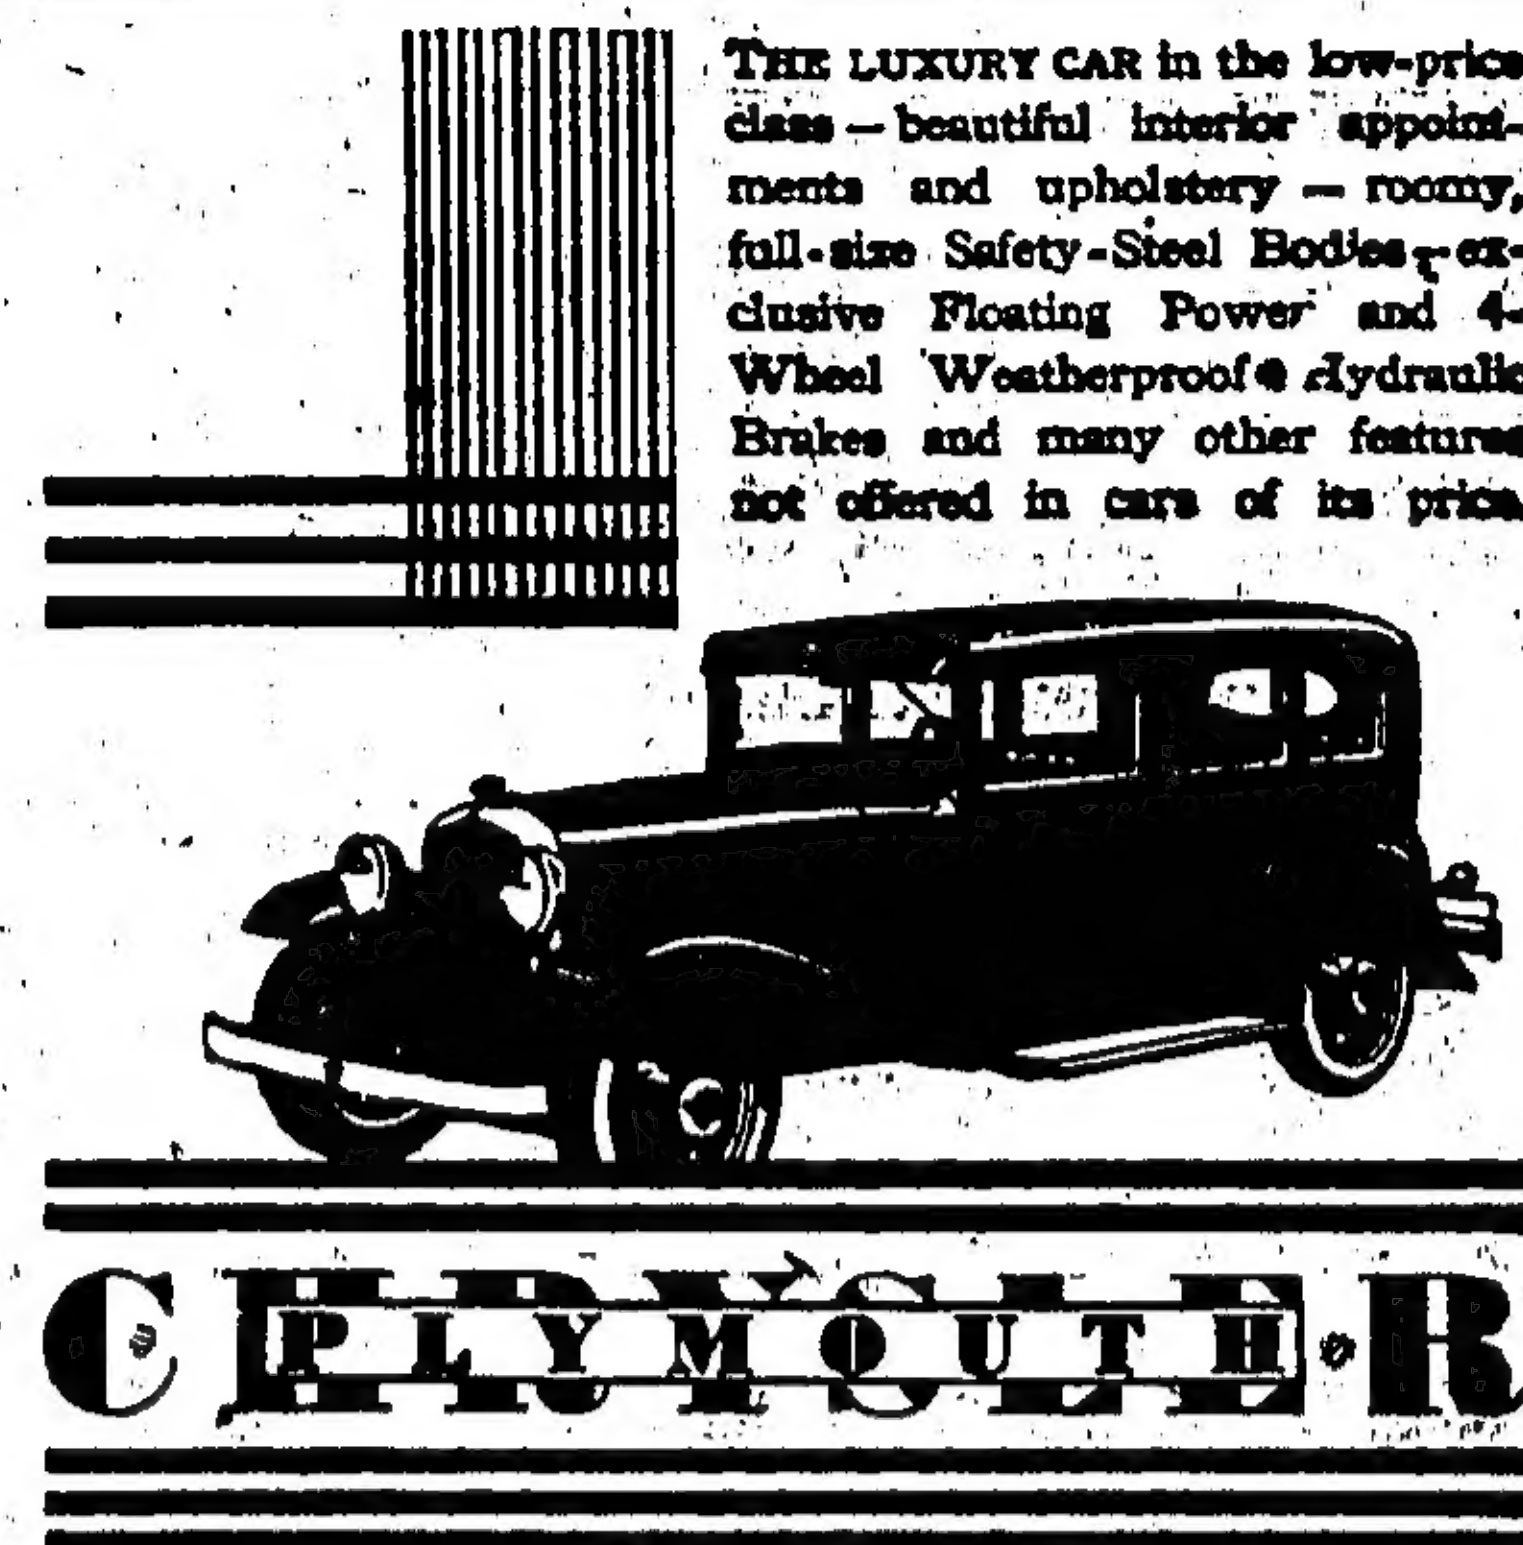 THE LUXURY CAR in the low-price
class — beautiful interior appoint-
ments and upholstery — roomy,
full-size Safety-Steel Bodies — ex-
clusive Floating Power and 4-
Wheel Weatherproof Hydraulic
Brakes and many other features
not offered in cars of its price.
CHRYSLER
PLYMOUTH